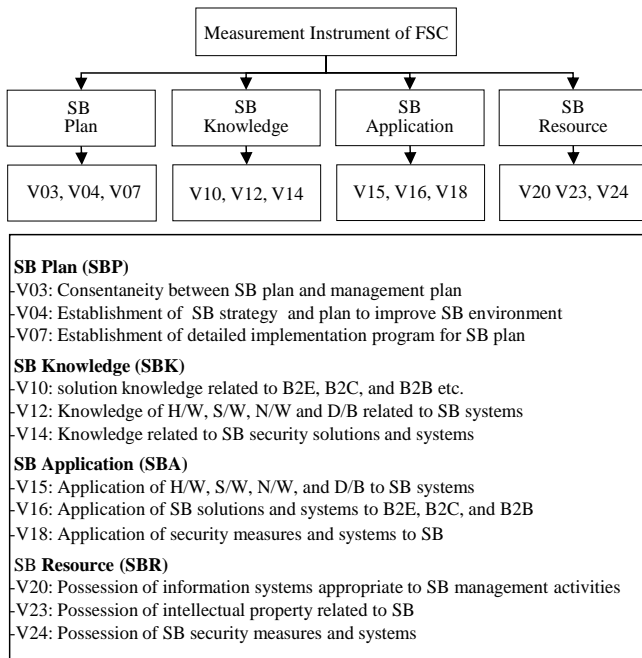 Measurement Instrument of FSC
SB
Plan
SB
Knowledge
SB
Application
SB
Resource
V03, V04, V07
V10, V12, V14
V15, V16, V18
V20 V23, V24
SB Plan (SBP)
-V03: Consentaneity between SB plan and management plan
-V04: Establishment of SB strategy and plan to improve SB environment
-V07: Establishment of detailed implementation program for SB plan
SB Knowledge (SBK)
-V10: solution knowledge related to B2E, B2C, and B2B etc.
-V12: Knowledge of H/W, S/W, N/W and D/B related to SB systems
-V14: Knowledge related to SB security solutions and systems
SB Application (SBA)
-V15: Application of H/W, S/W, N/W, and D/B to SB systems
-V16: Application of SB solutions and systems to B2E, B2C, and B2B
-V18: Application of security measures and systems to SB
SB Resource (SBR)
-V20: Possession of information systems appropriate to SB management activities
-V23: Possession of intellectual property related to SB
-V24: Possession of SB security measures and systems